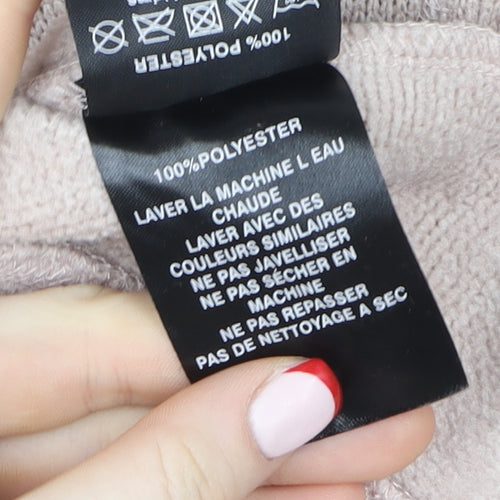 100% POLYESTER
100%POLYESTER
LAVER LA MACHINE L EAU
CHAUDE
LAVER AVEC DES
COULEURS SIMILAIRES
NE PAS JAVELLISER
NE PAS SÉCHER EN
MACHINE
NE PAS REPASSER
PAS DE NETTOYAGE A SEC